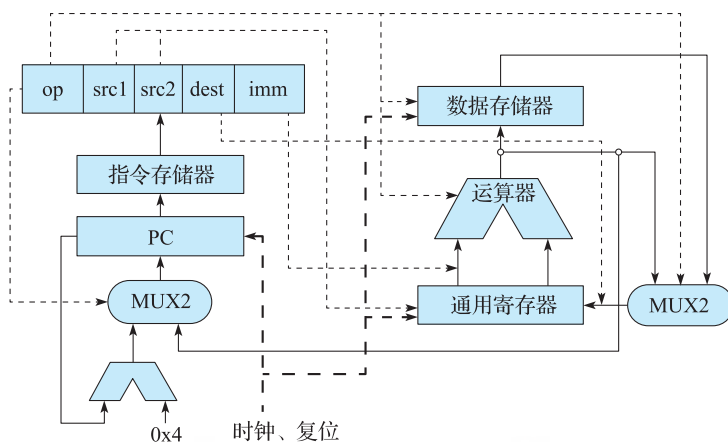 op src1 src2 dest imm
数据存储器
指令存储器
运算器
PC
MUX2
通用寄存器
MUX2
0x4
时钟、复位